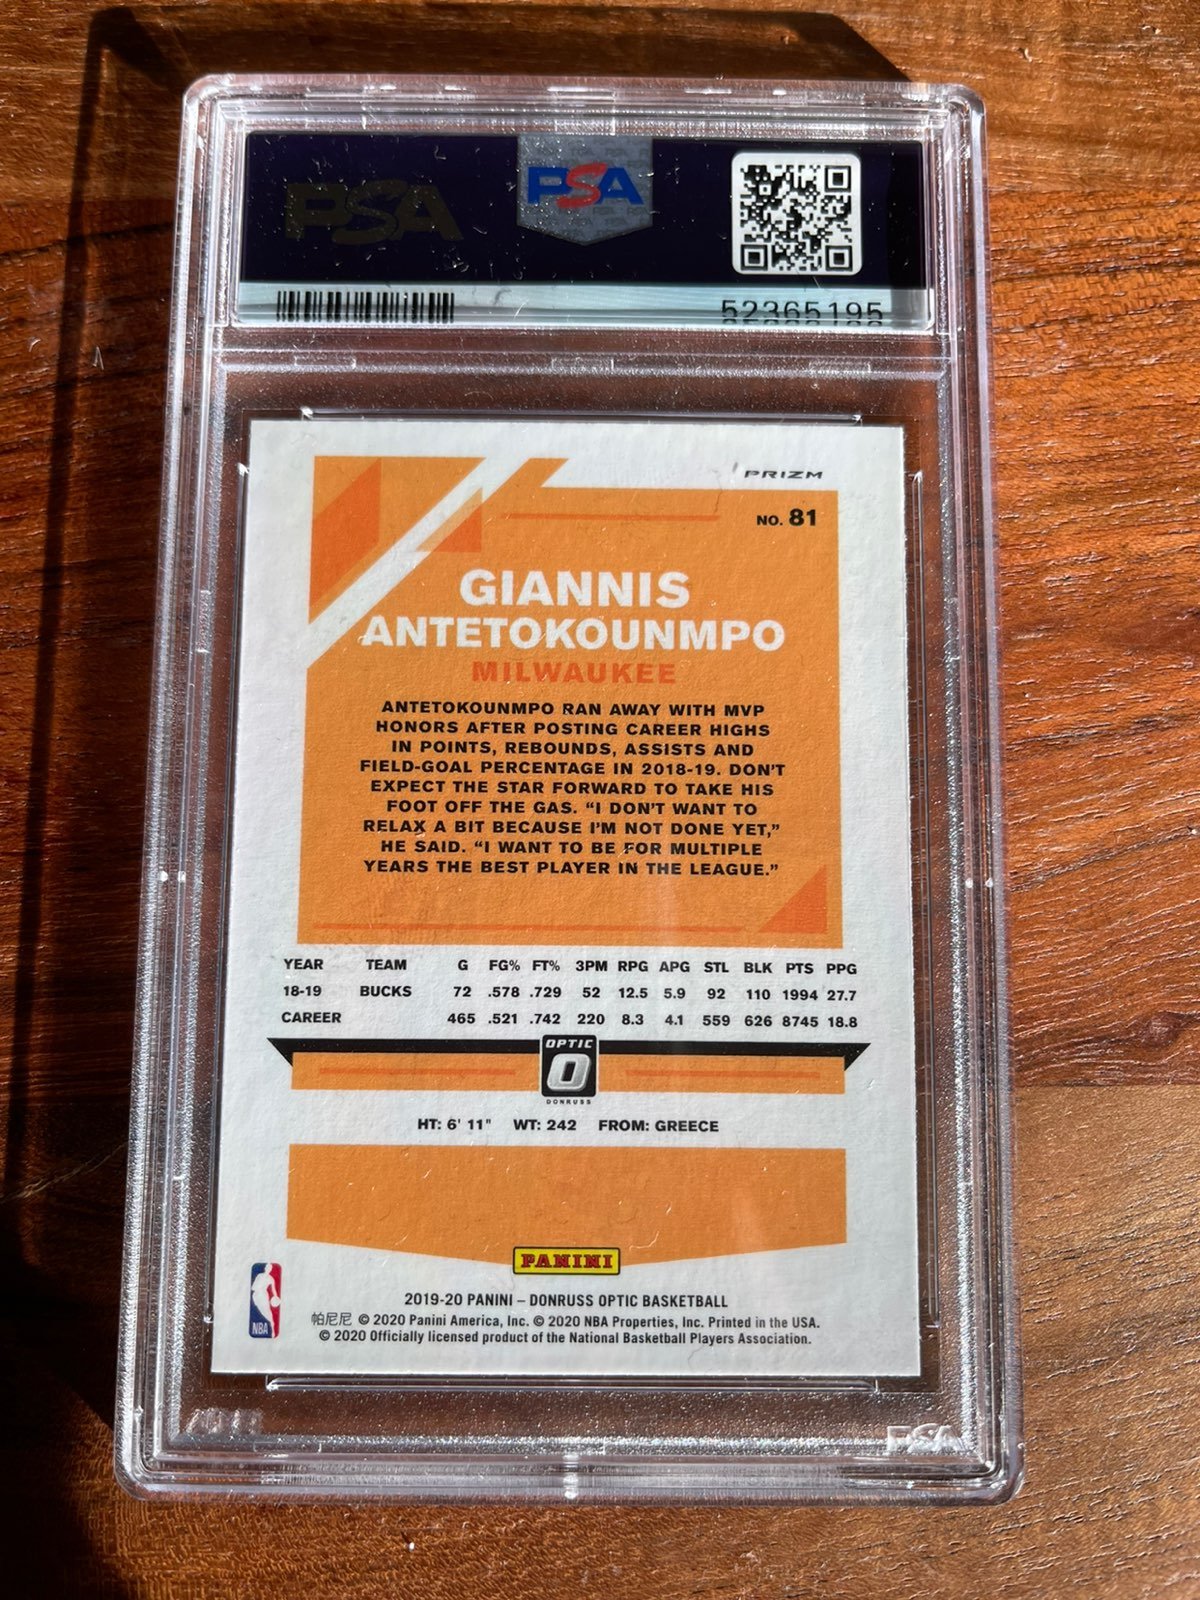 PSA
PSA
52365195
PRIZM
NO. 81
GIANNIS
ANTETOKOUNMPO
MILWAUKEE
ANTETOKOUNMPO RAN AWAY WITH MVP
HONORS AFTER POSTING CAREER HIGHS
IN POINTS, REBOUNDS, ASSISTS AND
FIELD-GOAL PERCENTAGE IN 2018-19. DON'T
EXPECT THE STAR FORWARD TO TAKE HIS
FOOT OFF THE GAS. "I DON'T WANT TO
RELAX A BIT BECAUSE I'M NOT DONE YET,"
HE SAID. "I WANT TO BE FOR MULTIPLE
YEARS THE BEST PLAYER IN THE LEAGUE."
YEAR TEAM G FG% FT% 3PM RPG APG STL BLK PTS PPG
18-19 BUCKS 72 .578 .729 52 12.5 5.9 92 110 1994 27.7
CAREER 465 .521 .742 220 8.3 4.1 559 626 8745 18.8
OPTIC
O
DONRUSS
HT: 6' 11" WT: 242 FROM: GREECE
PANINI
NBA
2019-20 PANINI – DONRUSS OPTIC BASKETBALL
帕尼尼 © 2020 Panini America, Inc. © 2020 NBA Properties, Inc. Printed in the USA.
© 2020 Officially licensed product of the National Basketball Players Association.
PSA